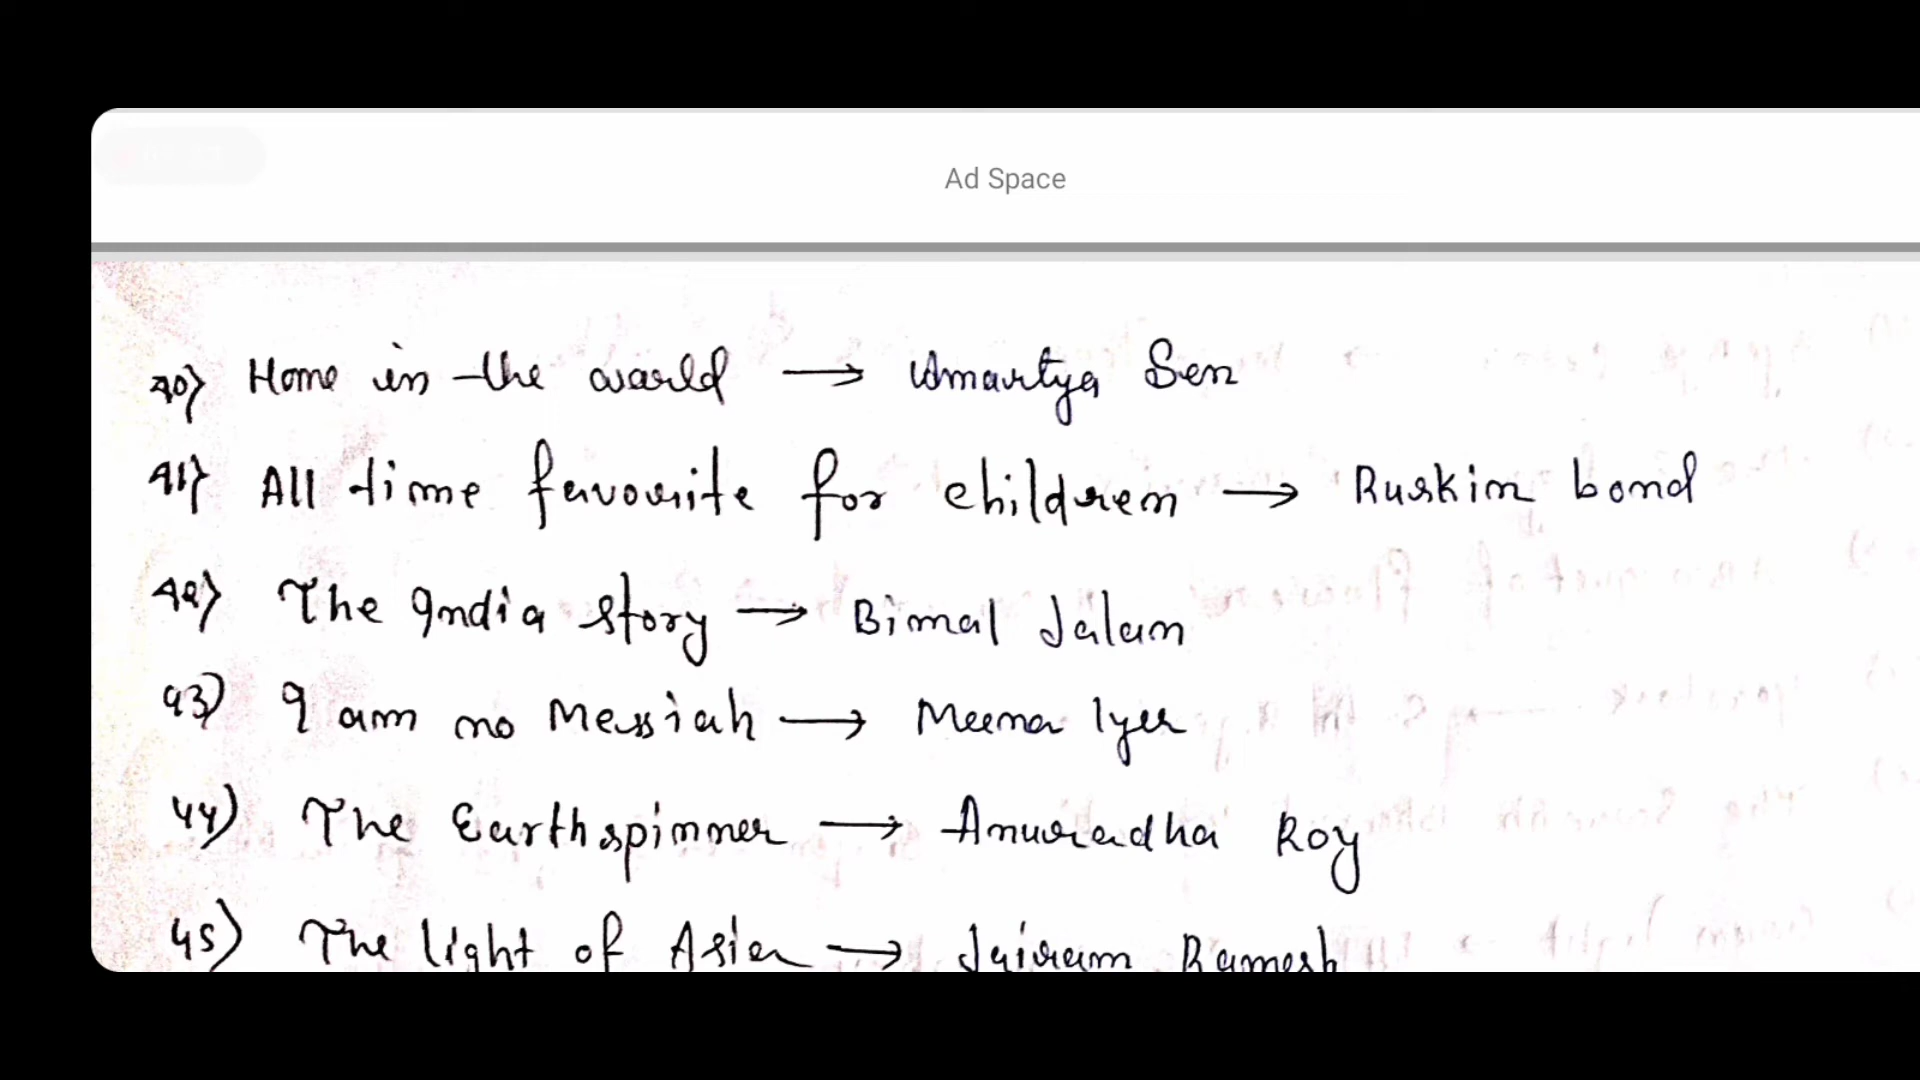 Ad Space
40) Home in the world → Amartya Sen
41) All time favourite for children → Ruskin bond
42) The India story → Bimal Jalan
43) I am no Messiah → Meena Iyer
44) The Earthspinner → Anuradha Roy
45) The light of Asia → Jairam Ramesh